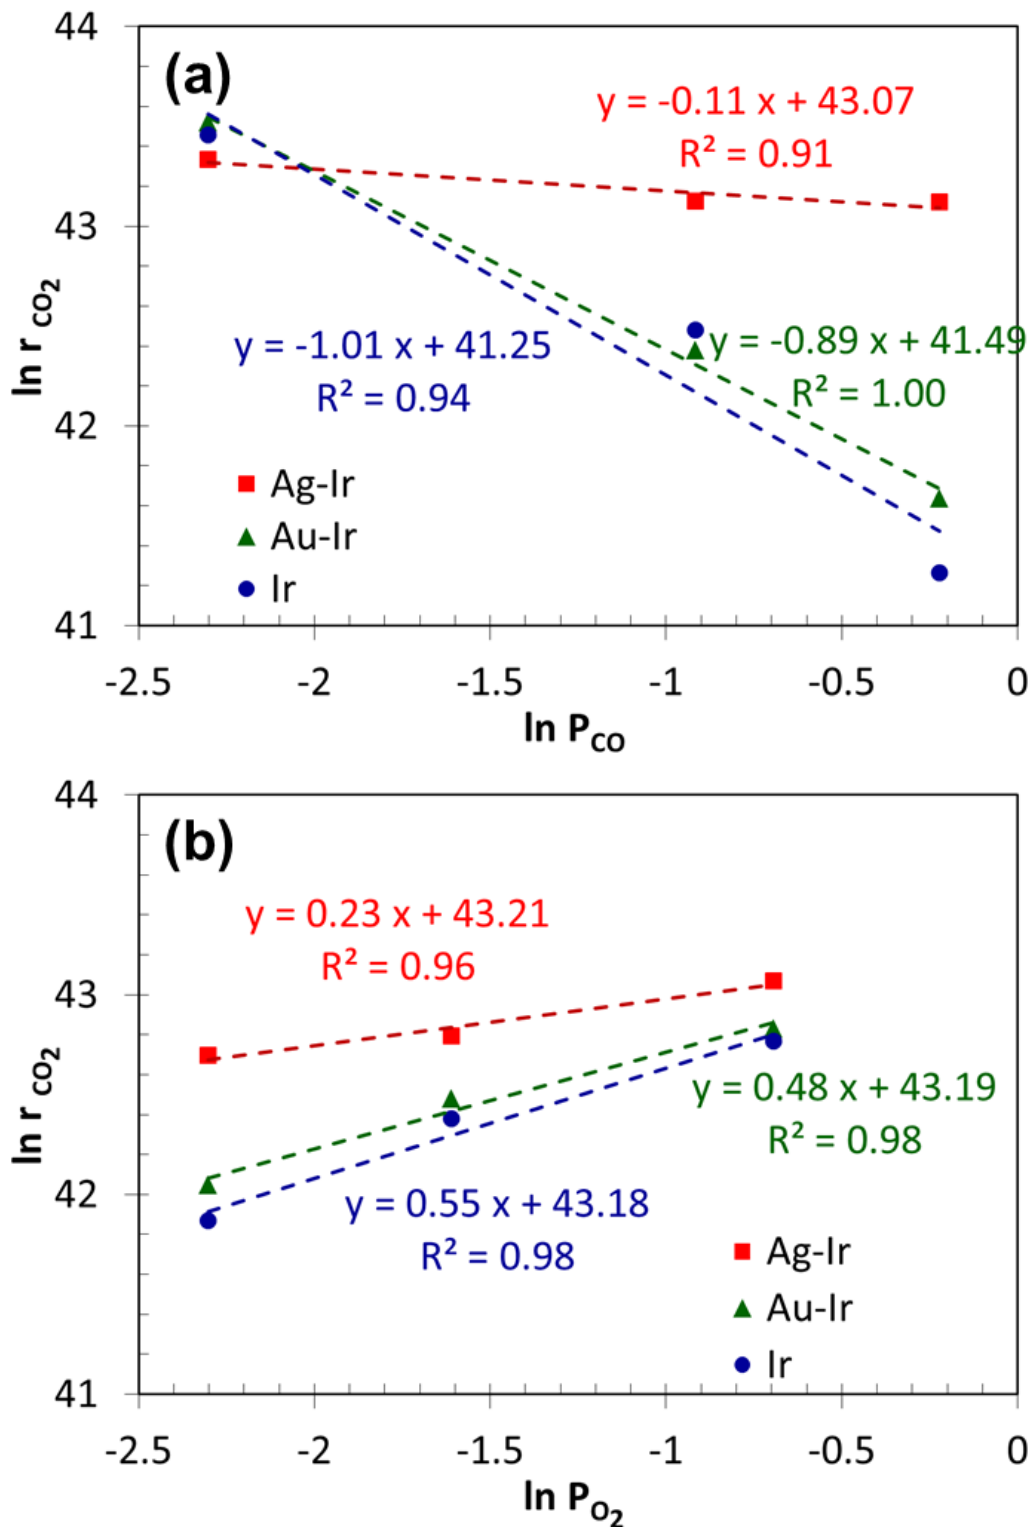 (a)
44
43
42
41
ln r CO₂
y = -0.11 x + 43.07
R² = 0.91
y = -1.01 x + 41.25
R² = 0.94
y = -0.89 x + 41.49
R² = 1.00
Ag-Ir
Au-Ir
Ir
-2.5 -2 -1.5 -1 -0.5 0
ln P_CO
(b)
44
43
42
41
ln r CO₂
y = 0.23 x + 43.21
R² = 0.96
y = 0.48 x + 43.19
R² = 0.98
y = 0.55 x + 43.18
R² = 0.98
Ag-Ir
Au-Ir
Ir
-2.5 -2 -1.5 -1 -0.5 0
ln P_O₂